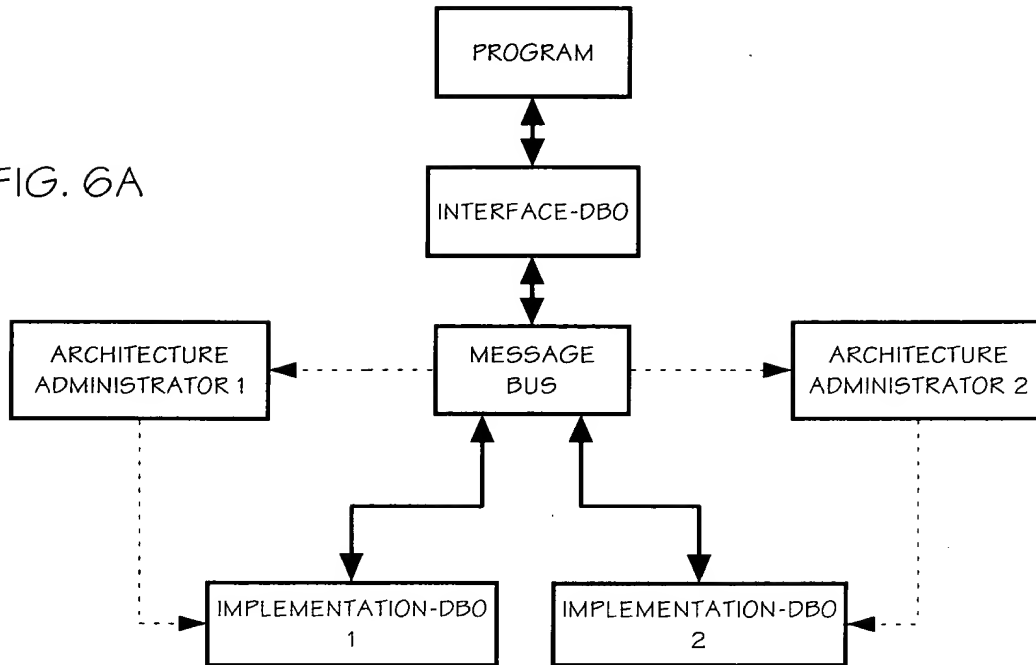 PROGRAM
FIG. 6A
INTERFACE-DBO
ARCHITECTURE
ADMINISTRATOR 1
MESSAGE
BUS
ARCHITECTURE
ADMINISTRATOR 2
IMPLEMENTATION-DBO
1
IMPLEMENTATION-DBO
2